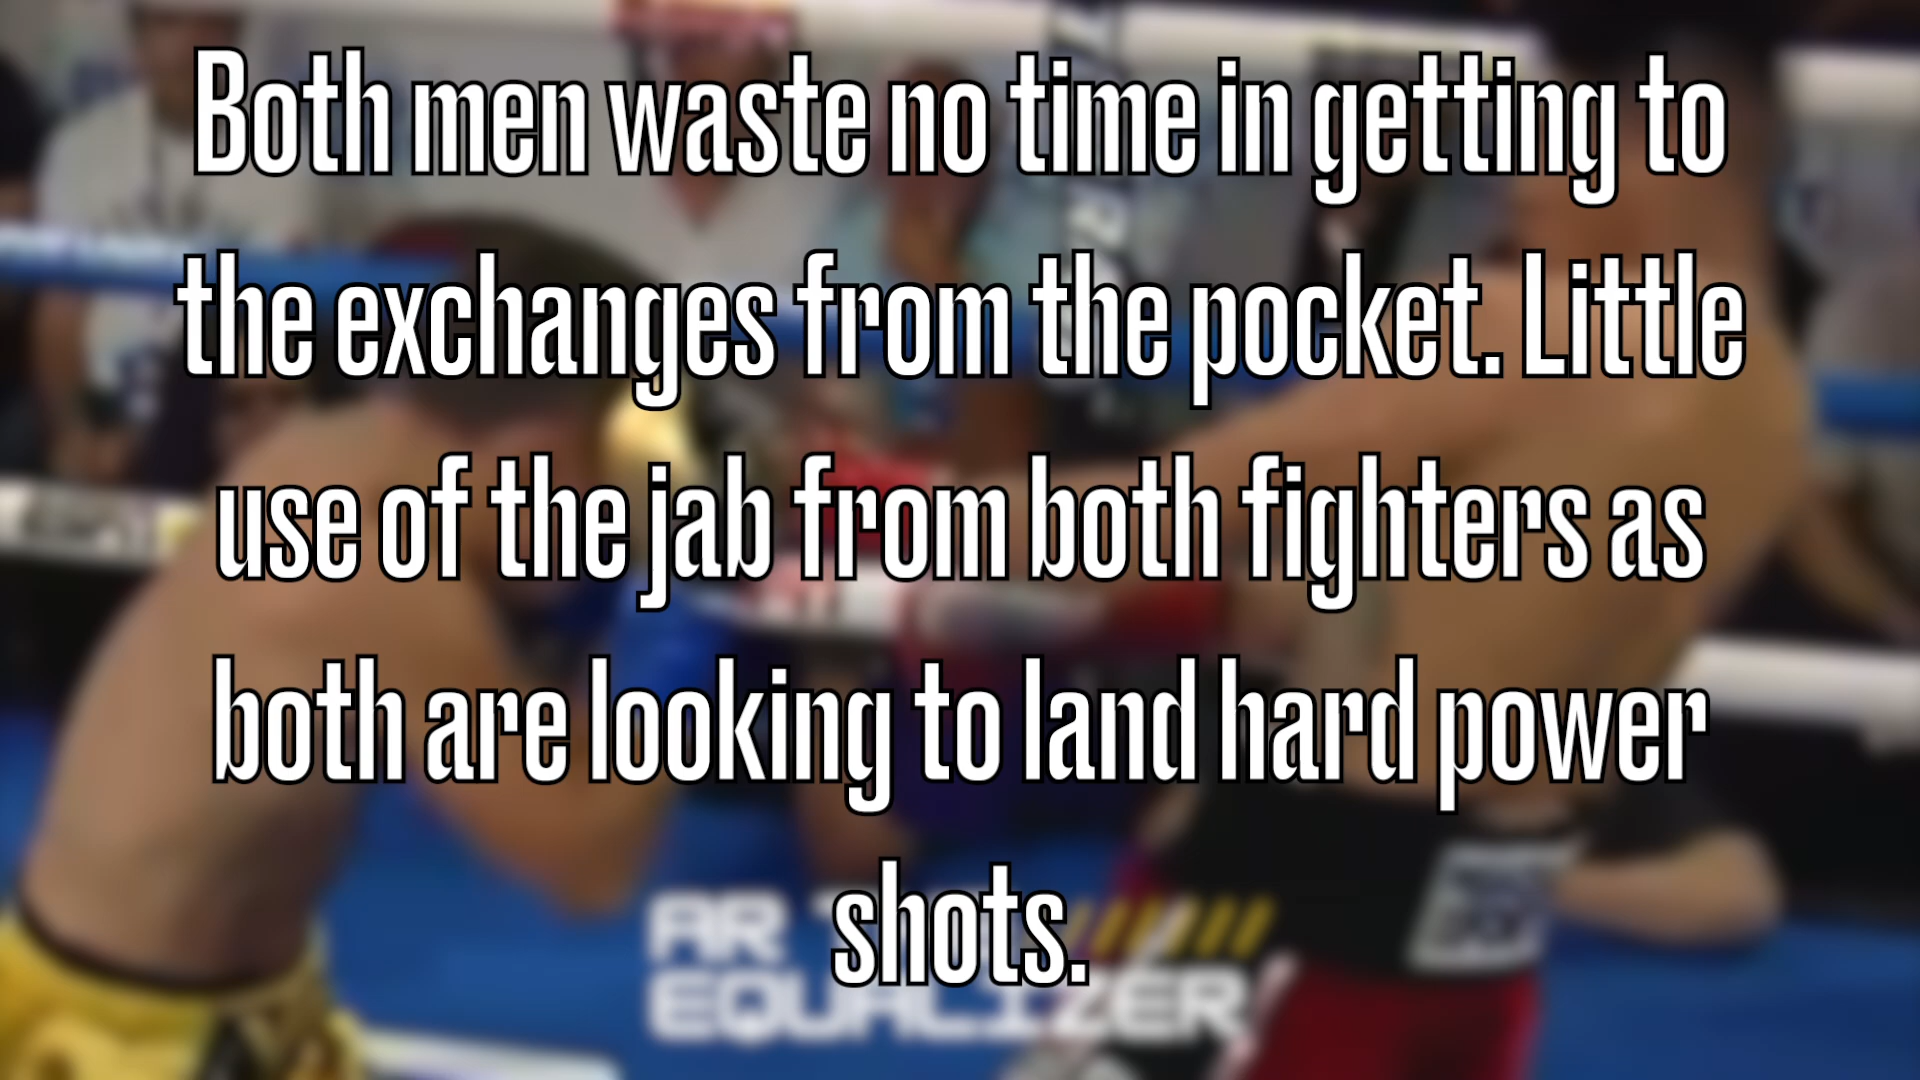 Both men waste no time in getting to
the exchanges from the pocket. Little
use of the jab from both fighters as
both are looking to land hard power
shots.
EQUALIZER